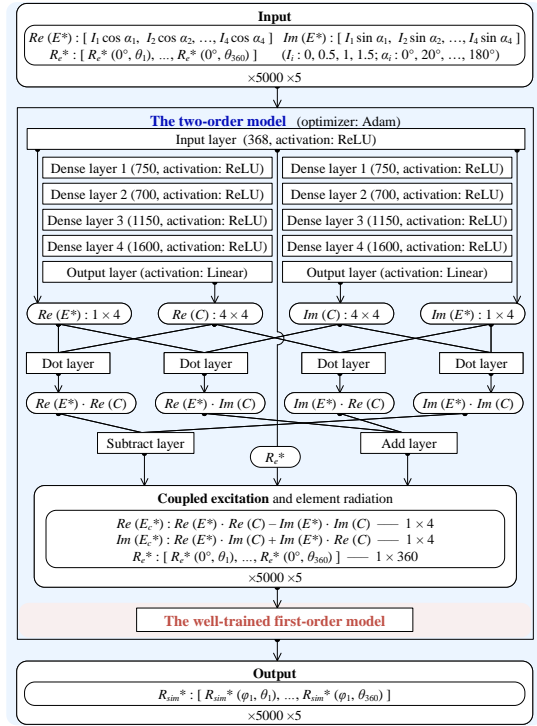 Input
Re (E*) : [ I₁ cos α₁, I₂ cos α₂, …, I₄ cos α₄ ] Im (E*) : [ I₁ sin α₁, I₂ sin α₂, …, I₄ sin α₄ ]
Rₑ* : [ Rₑ* (0°, θ₁), ..., Rₑ* (0°, θ₃₆₀) ] (Iᵢ : 0, 0.5, 1, 1.5; αᵢ : 0°, 20°, …, 180°)
×5000 ×5
The two-order model (optimizer: Adam)
Input layer (368, activation: ReLU)
Dense layer 1 (750, activation: ReLU) Dense layer 1 (750, activation: ReLU)
Dense layer 2 (700, activation: ReLU) Dense layer 2 (700, activation: ReLU)
Dense layer 3 (1150, activation: ReLU) Dense layer 3 (1150, activation: ReLU)
Dense layer 4 (1600, activation: ReLU) Dense layer 4 (1600, activation: ReLU)
Output layer (activation: Linear) Output layer (activation: Linear)
Re (E*) : 1 × 4 Re (C) : 4 × 4 Im (C) : 4 × 4 Im (E*) : 1 × 4
Dot layer Dot layer Dot layer Dot layer
Re (E*) · Re (C) Re (E*) · Im (C) Im (E*) · Re (C) Im (E*) · Im (C)
Subtract layer Add layer
Rₑ*
Coupled excitation and element radiation
Re (E_c*) : Re (E*) · Re (C) – Im (E*) · Im (C) — 1 × 4
Im (E_c*) : Re (E*) · Im (C) + Im (E*) · Re (C) — 1 × 4
Rₑ* : [ Rₑ* (0°, θ₁), ..., Rₑ* (0°, θ₃₆₀) ] — 1 × 360
×5000 ×5
The well-trained first-order model
Output
R_sim* : [ R_sim* (φ₁, θ₁), ..., R_sim* (φ₁, θ₃₆₀) ]
×5000 ×5